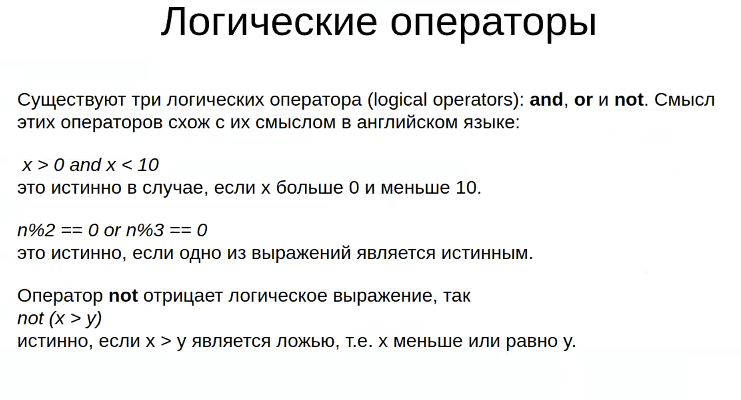 Логические операторы
Существуют три логических оператора (logical operators): and, or и not. Смысл
этих операторов схож с их смыслом в английском языке:
x > 0 and x < 10
это истинно в случае, если x больше 0 и меньше 10.
n%2 == 0 or n%3 == 0
это истинно, если одно из выражений является истинным.
Оператор not отрицает логическое выражение, так
not (x > y)
истинно, если x > y является ложью, т.е. x меньше или равно y.